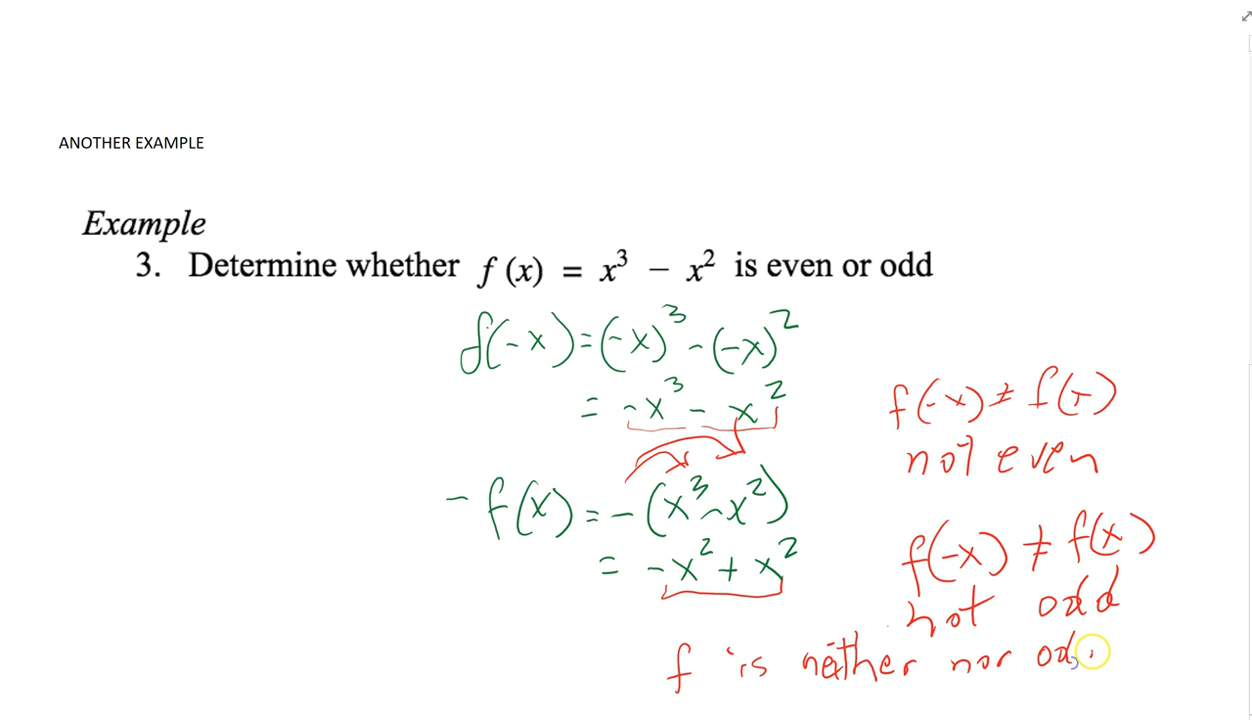 ANOTHER EXAMPLE
Example
3. Determine whether f (x) = x³ − x² is even or odd
f(-x) = (-x)³ - (-x)²
= -x³ - x²
f(-x) ≠ f(x)
not even
- f(x) = - (x³ - x²)
= -x² + x²
f(-x) ≠ f(x)
not odd
f is neither nor od